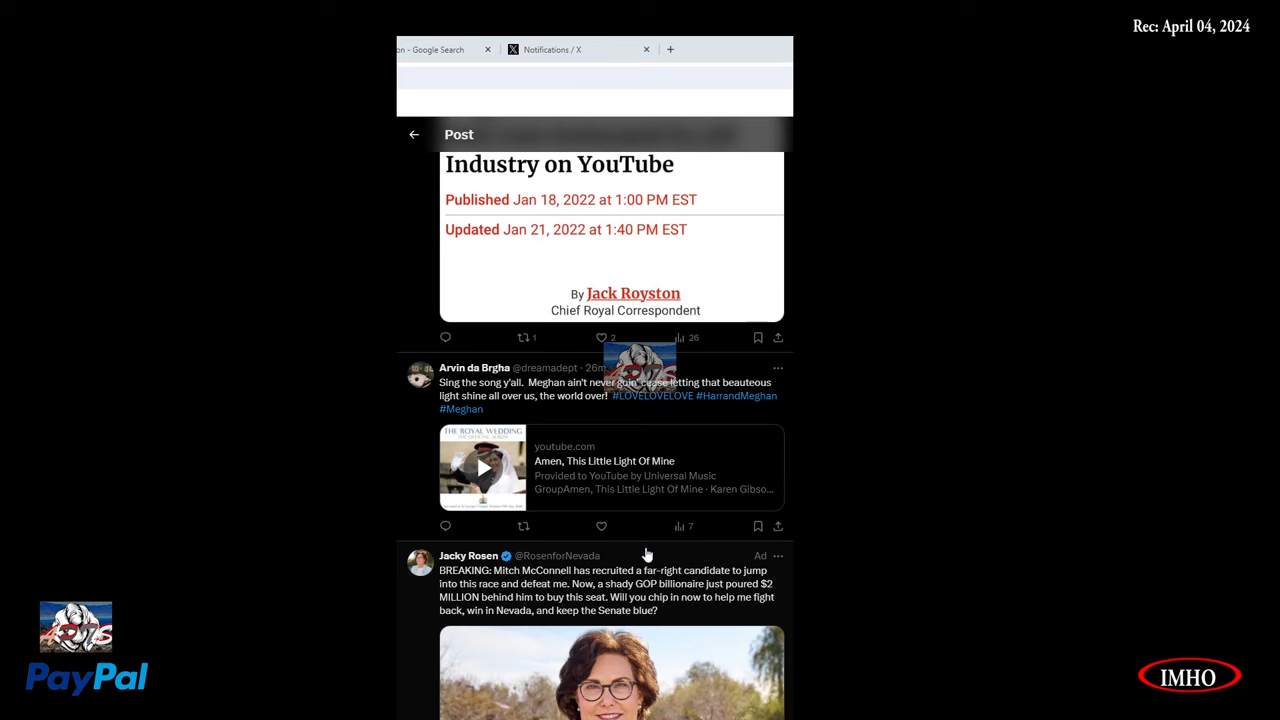 Rec: April 04, 2024
on - Google Search
Notifications / X
Post
Industry on YouTube
Published Jan 18, 2022 at 1:00 PM EST
Updated Jan 21, 2022 at 1:40 PM EST
By Jack Royston
Chief Royal Correspondent
1 2 26
Arvin da Brgha @dreamadept · 26m
Sing the song y'all. Meghan ain't never goin' cease letting that beauteous
light shine all over us, the world over! #LOVELOVELOVE #HarrandMeghan
#Meghan
THE ROYAL WEDDING
THE OFFICIAL ALBUM
youtube.com
Amen, This Little Light Of Mine
Provided to YouTube by Universal Music
GroupAmen, This Little Light Of Mine · Karen Gibso...
7
Jacky Rosen @RosenforNevada Ad
BREAKING: Mitch McConnell has recruited a far-right candidate to jump
into this race and defeat me. Now, a shady GOP billionaire just poured $2
MILLION behind him to buy this seat. Will you chip in now to help me fight
back, win in Nevada, and keep the Senate blue?
PayPal
IMHO